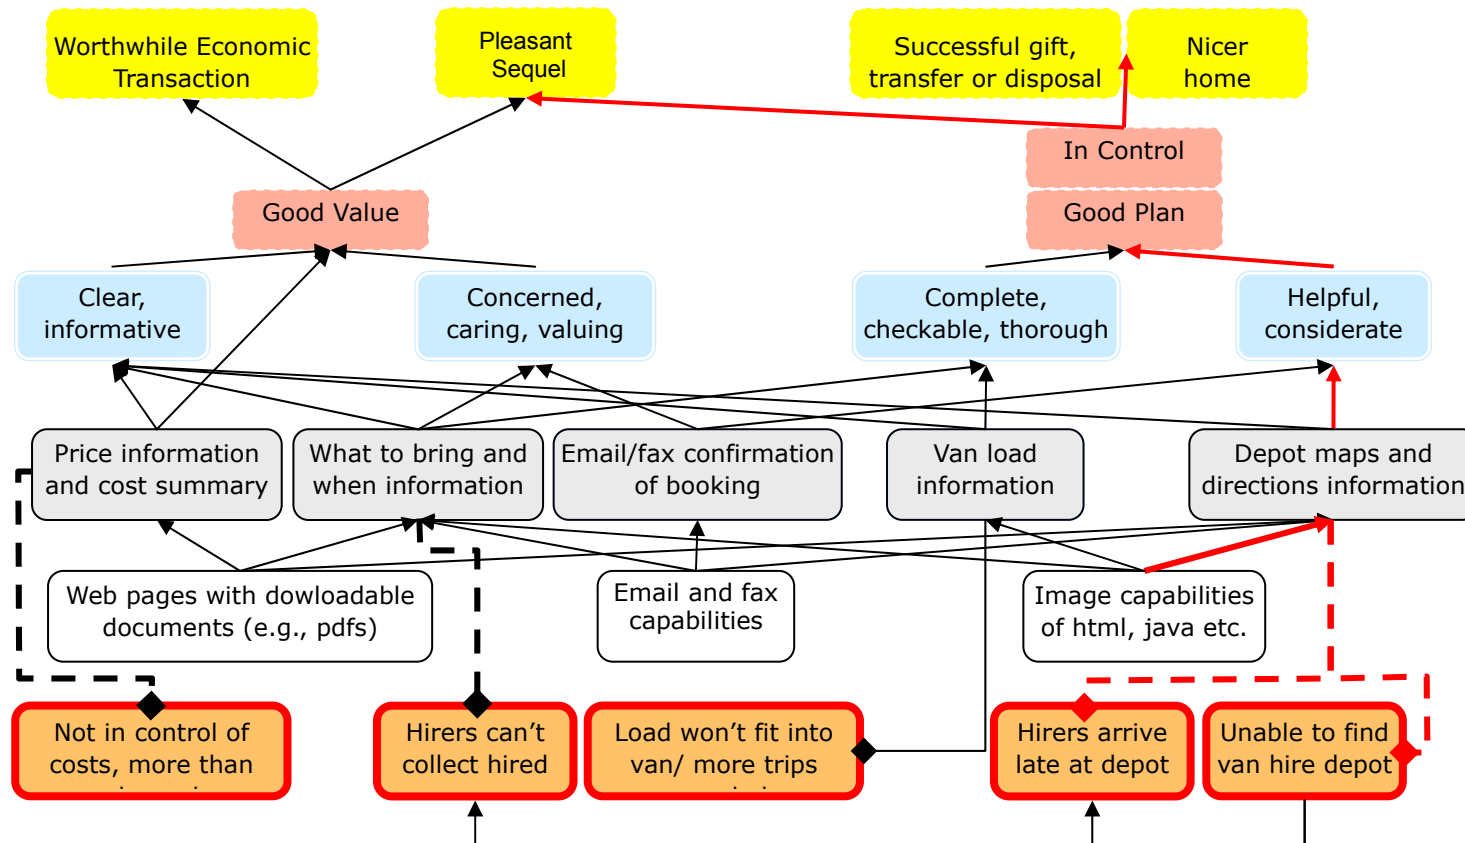 Worthwhile Economic
Transaction
Pleasant
Sequel
Successful gift,
transfer or disposal
Nicer
home
In Control
Good Value
Good Plan
Clear,
informative
Concerned,
caring, valuing
Complete,
checkable, thorough
Helpful,
considerate
Price information
and cost summary
What to bring and
when information
Email/fax confirmation
of booking
Van load
information
Depot maps and
directions information
Web pages with dowloadable
documents (e.g., pdfs)
Email and fax
capabilities
Image capabilities
of html, java etc.
Not in control of
costs, more than
Hirers can’t
collect hired
Load won’t fit into
van/ more trips
Hirers arrive
late at depot
Unable to find
van hire depot